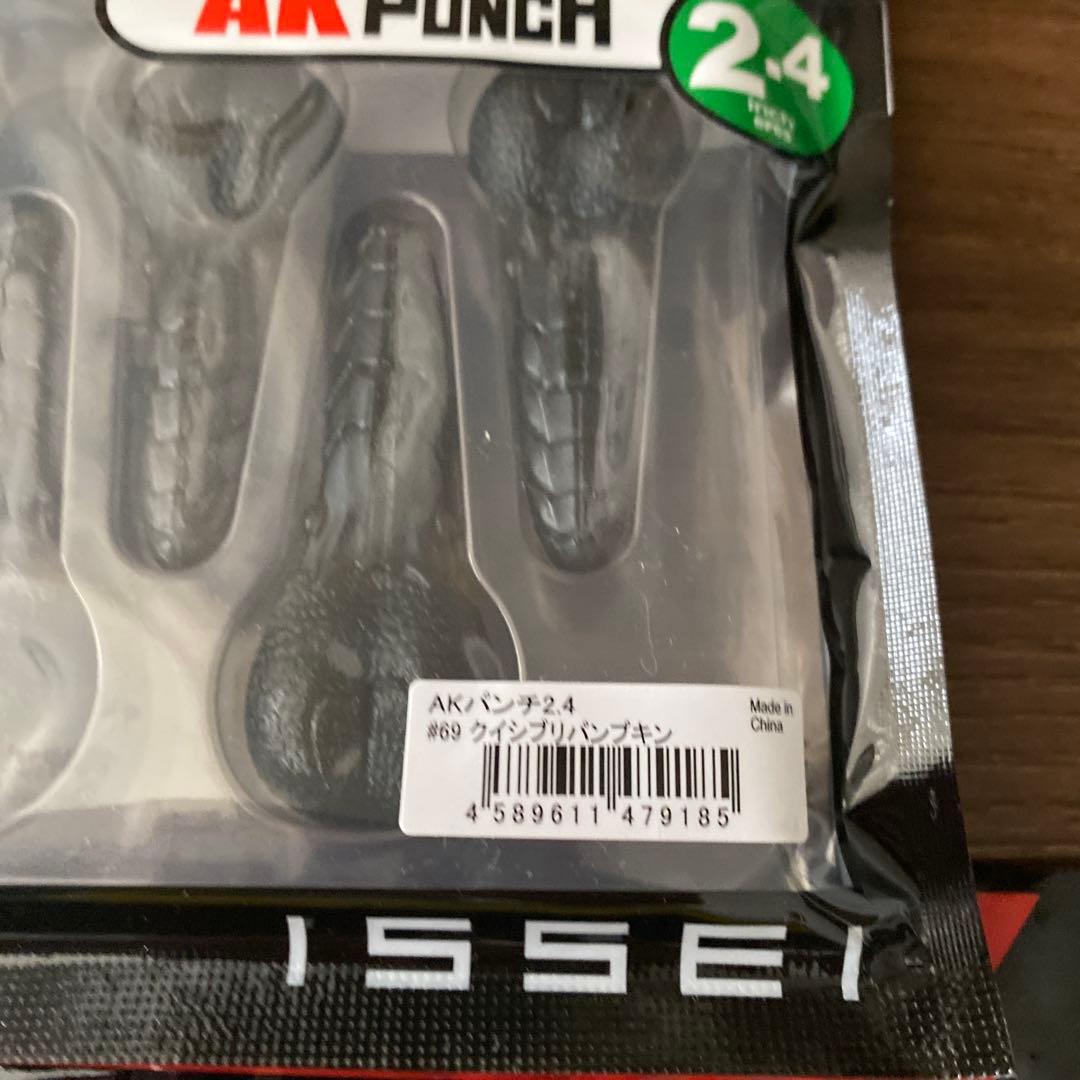 AK PUNCH
2.4
inch
AKパンチ2.4
#69 クイシブリパンプキン
Made in
China
4 589611 479185
ISSEI